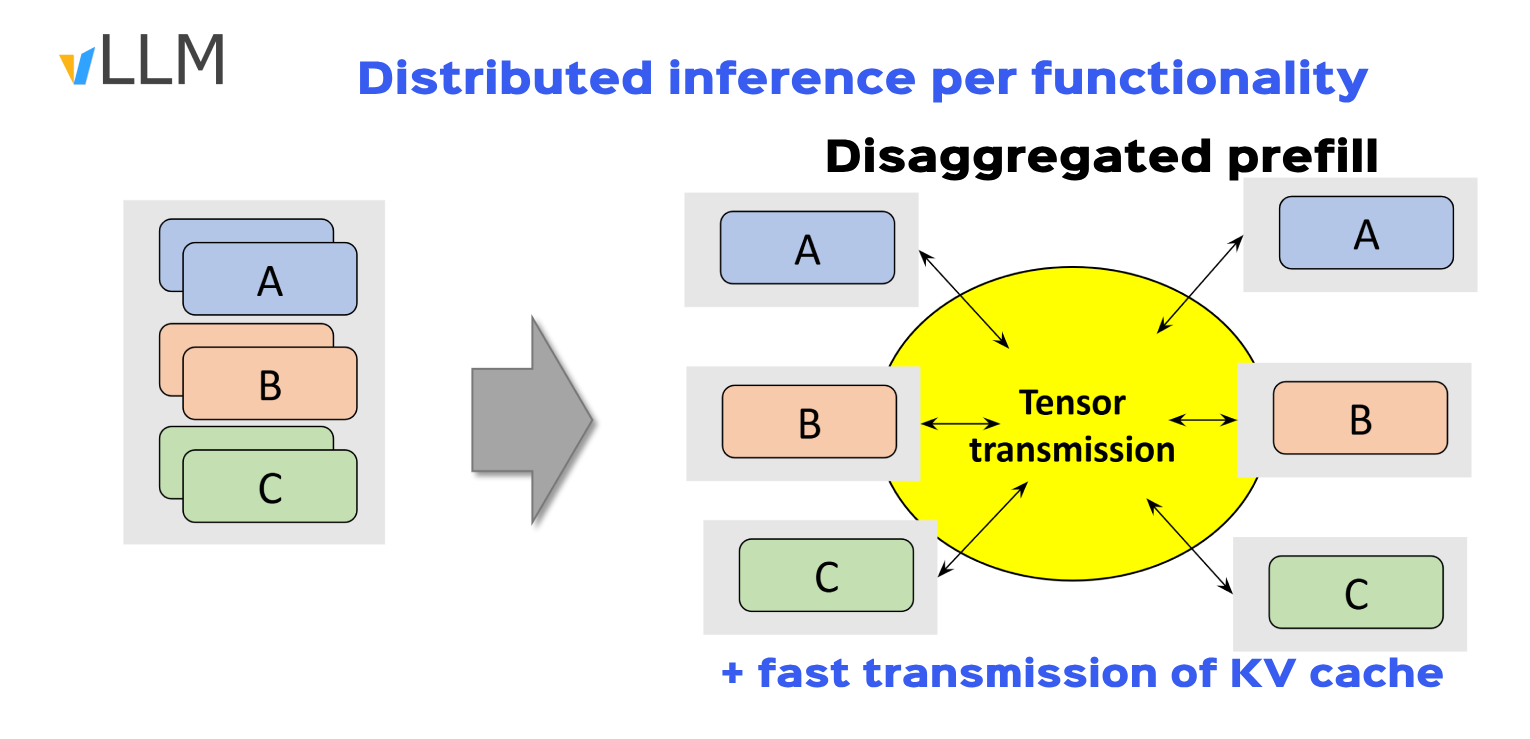 vLLM
Distributed inference per functionality
Disaggregated prefill
A
B
C
A
B
C
Tensor
transmission
A
B
C
+ fast transmission of KV cache